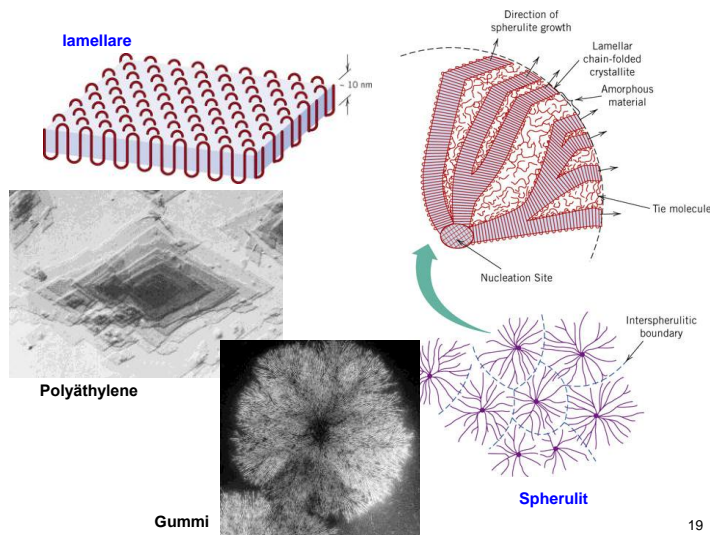 lamellare
~ 10 nm
Direction of
spherulite growth
Lamellar
chain-folded
crystallite
Amorphous
material
Tie molecule
Nucleation Site
Interspherulitic
boundary
Polyäthylene
Spherulit
Gummi
19